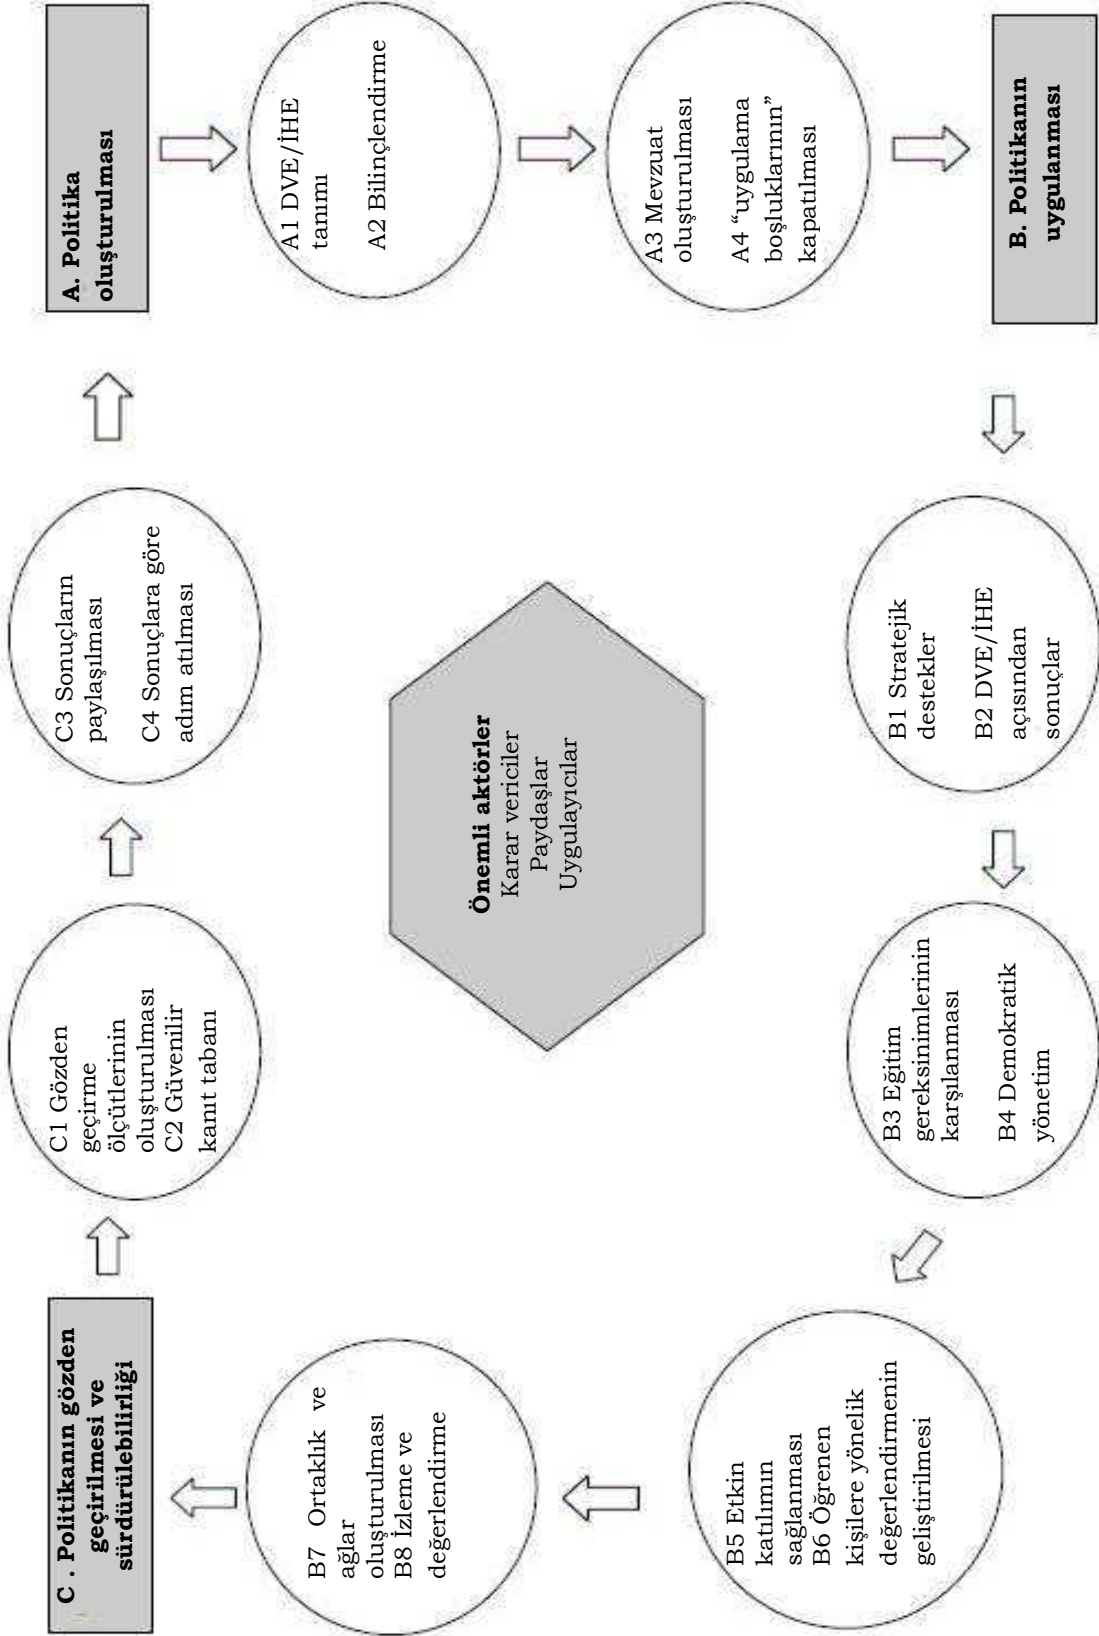 A. Politika
oluşturulması
A1 DVE/İHE
tanımı
A2 Bilinçlendirme
A3 Mevzuat
oluşturulması
A4 “uygulama
boşluklarının”
kapatılması
B. Politikanın
uygulanması
B1 Stratejik
destekler
B2 DVE/İHE
açısından
sonuçlar
B3 Eğitim
gereksinimlerinin
karşılanması
B4 Demokratik
yönetim
B5 Etkin
katılımın
sağlanması
B6 Öğrenen
kişilere yönelik
değerlendirmenin
geliştirilmesi
B7 Ortaklık ve
ağlar
oluşturulması
B8 İzleme ve
değerlendirme
C . Politikanın gözden
geçirilmesi ve
sürdürülebilirliği
C1 Gözden
geçirme
ölçütlerinin
oluşturulması
C2 Güvenilir
kanıt tabanı
C3 Sonuçların
paylaşılması
C4 Sonuçlara göre
adım atılması
Önemli aktörler
Karar vericiler
Paydaşlar
Uygulayıcılar